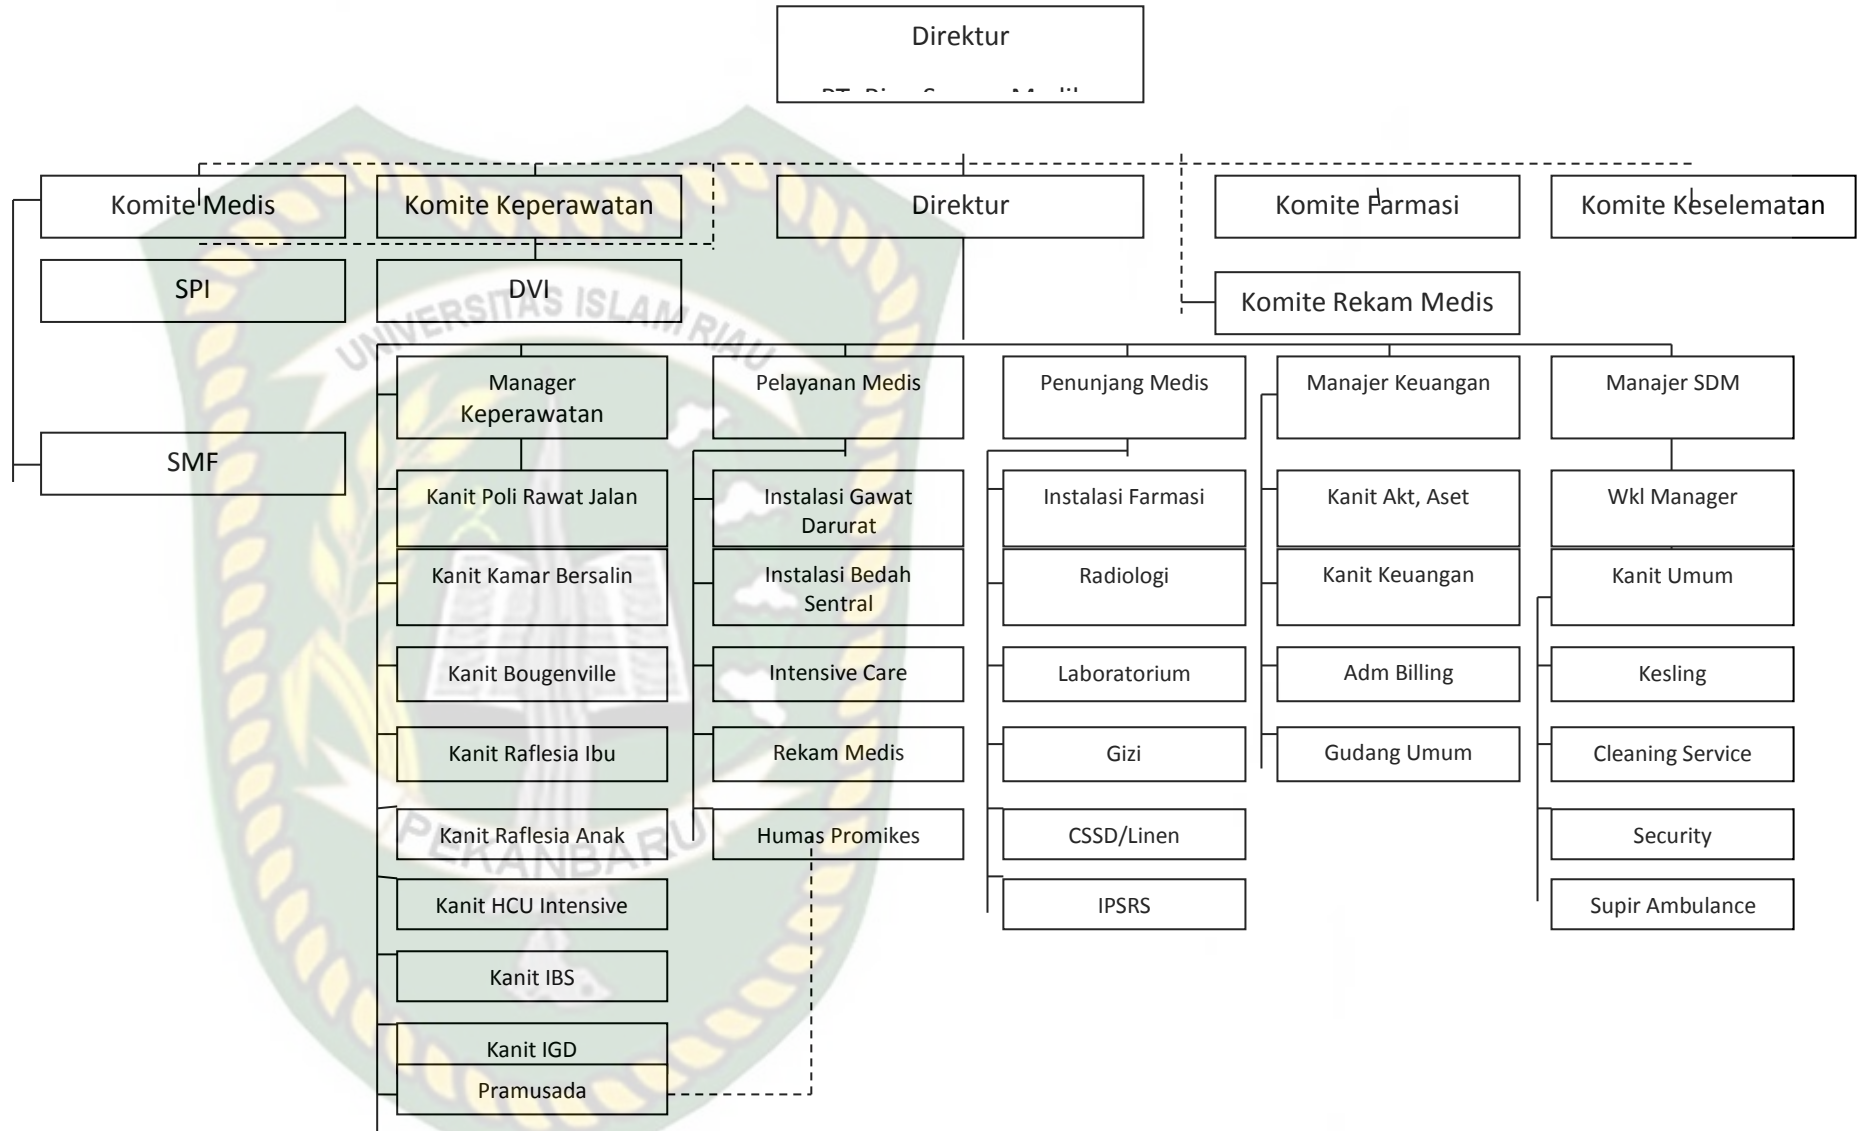 Direktur
Komite Medis
Komite Keperawatan
Direktur
Komite Farmasi
Komite Keselematan
SPI
DVI
Komite Rekam Medis
SMF
Manager
Keperawatan
Pelayanan Medis
Penunjang Medis
Manajer Keuangan
Manajer SDM
Kanit Poli Rawat Jalan
Instalasi Gawat
Darurat
Instalasi Farmasi
Kanit Akt, Aset
Wkl Manager
Kanit Kamar Bersalin
Instalasi Bedah
Sentral
Radiologi
Kanit Keuangan
Kanit Umum
Kanit Bougenville
Intensive Care
Laboratorium
Adm Billing
Kesling
Kanit Raflesia Ibu
Rekam Medis
Gizi
Gudang Umum
Cleaning Service
Kanit Raflesia Anak
Humas Promikes
CSSD/Linen
Security
Kanit HCU Intensive
IPSRS
Supir Ambulance
Kanit IBS
Kanit IGD
Pramusada
UNIVERSITAS ISLAM RIAU
PEKANBARU